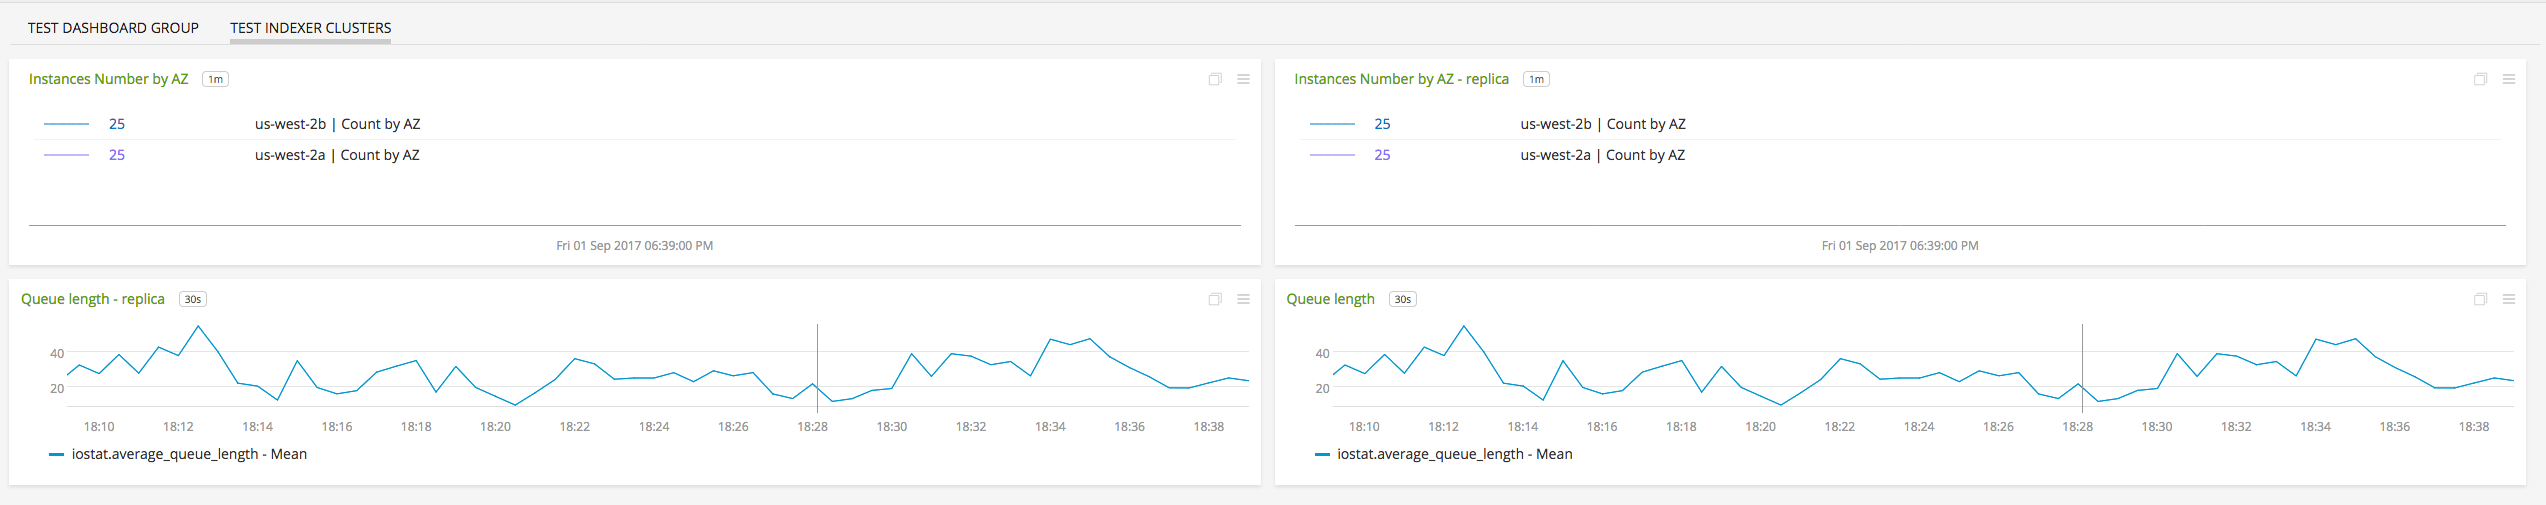 TEST DASHBOARD GROUP TEST INDEXER CLUSTERS
Instances Number by AZ 1m
25 us-west-2b | Count by AZ
25 us-west-2a | Count by AZ
Fri 01 Sep 2017 06:39:00 PM
Instances Number by AZ - replica 1m
25 us-west-2b | Count by AZ
25 us-west-2a | Count by AZ
Fri 01 Sep 2017 06:39:00 PM
Queue length - replica 30s
40
20
18:10 18:12 18:14 18:16 18:18 18:20 18:22 18:24 18:26 18:28 18:30 18:32 18:34 18:36 18:38
iostat.average_queue_length - Mean
Queue length 30s
40
20
18:10 18:12 18:14 18:16 18:18 18:20 18:22 18:24 18:26 18:28 18:30 18:32 18:34 18:36 18:38
iostat.average_queue_length - Mean